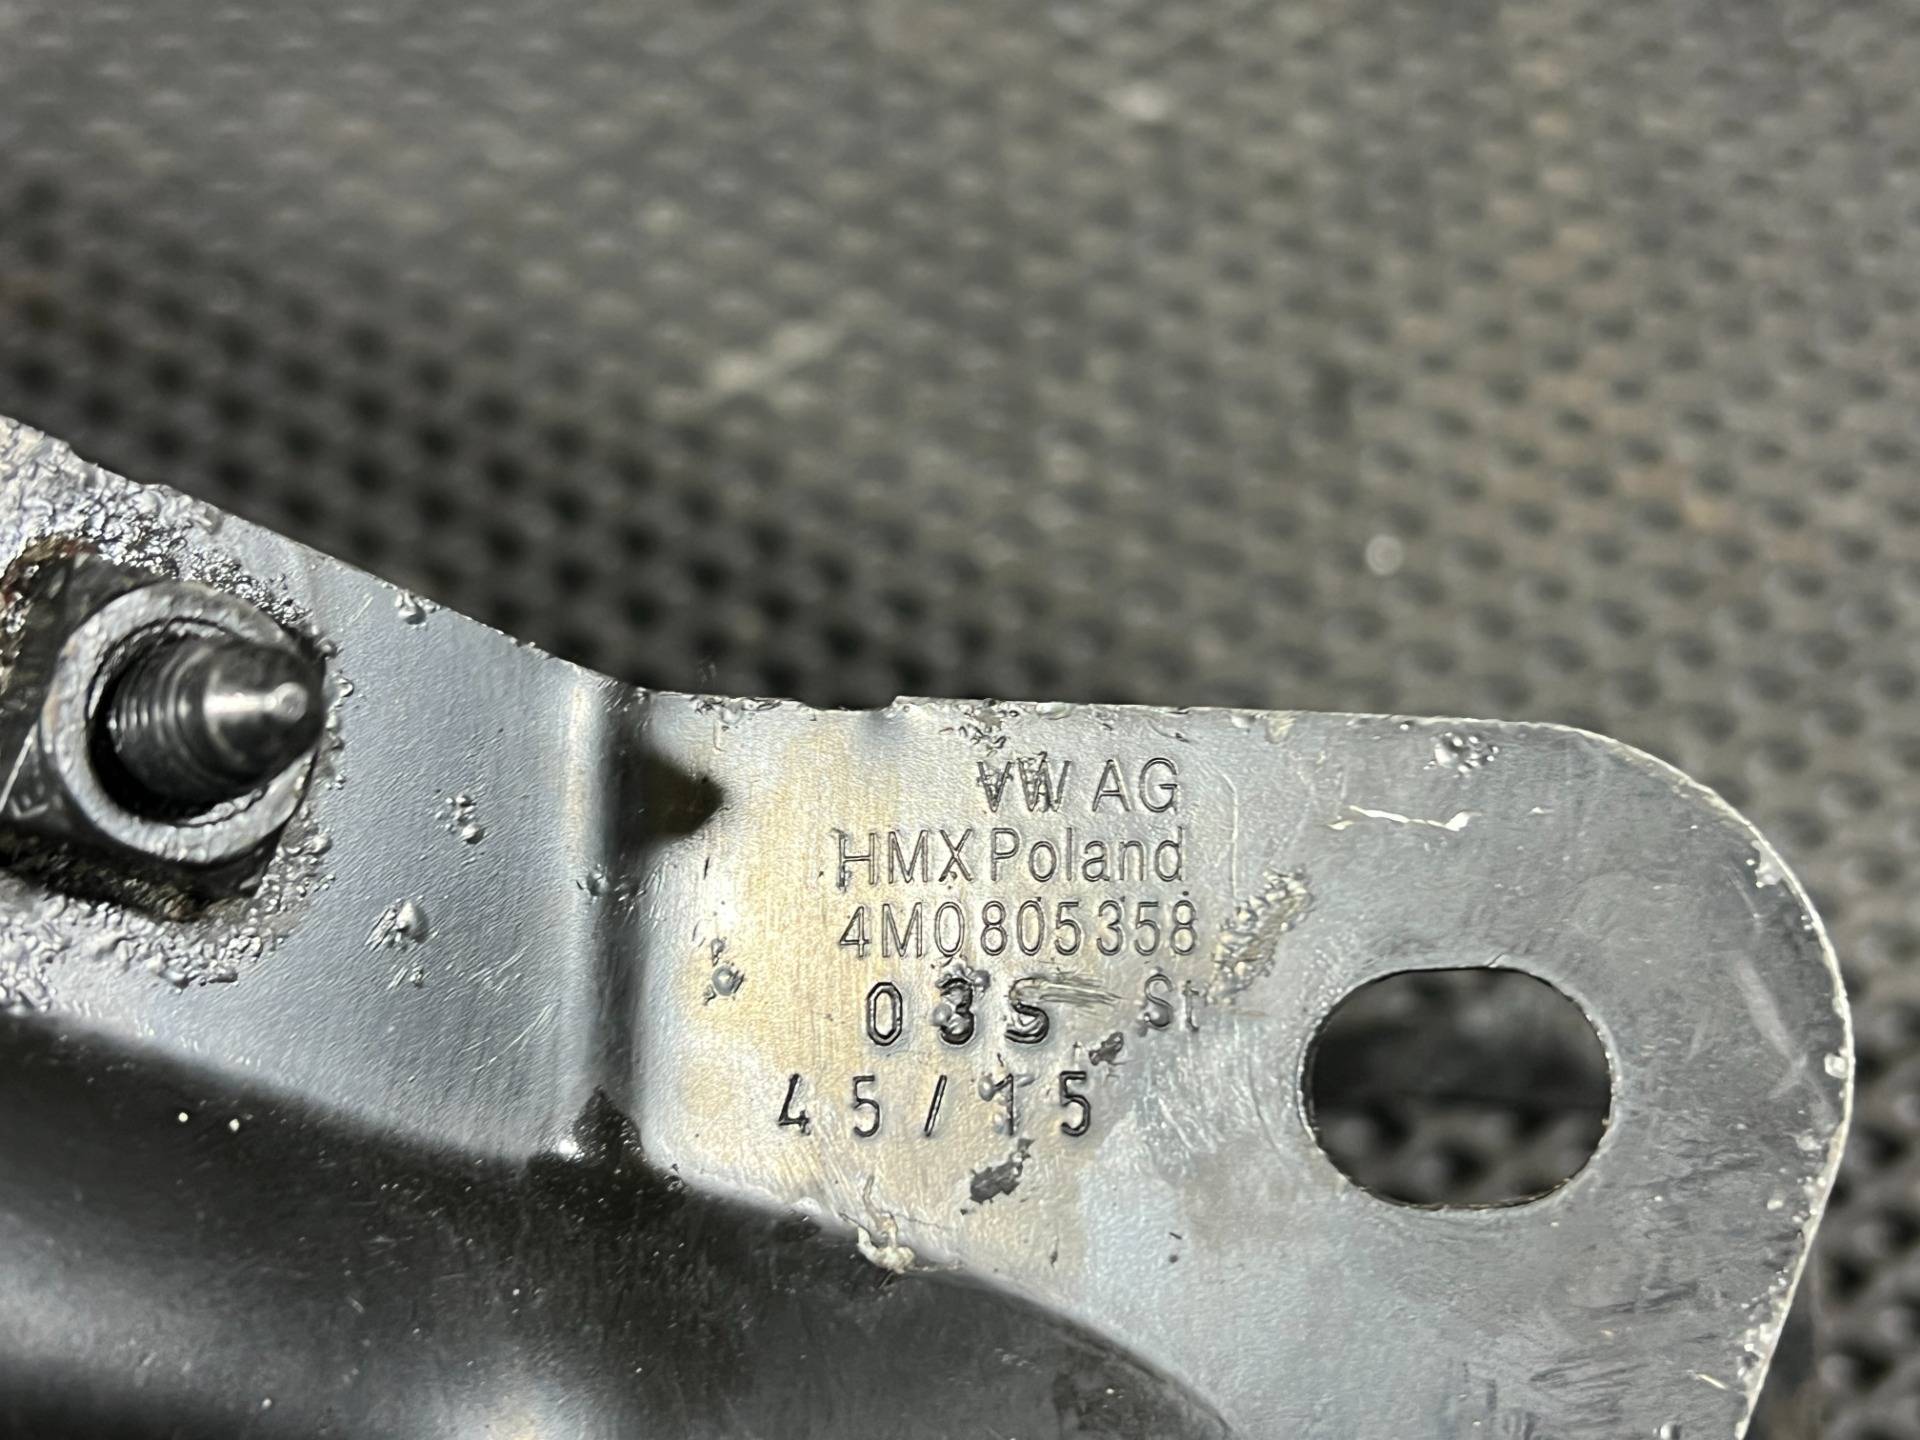 VW AG
HMX Poland
4M0805358
03S St
45/15